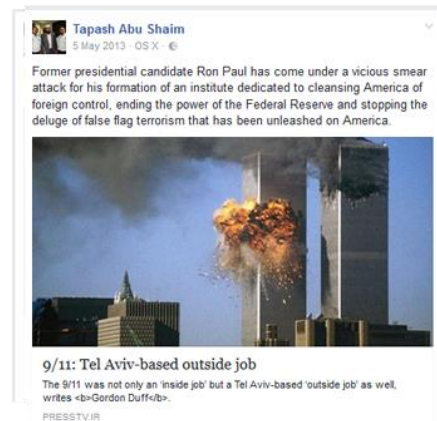 Tapash Abu Shaim
5 May 2013 · OS X ·
Former presidential candidate Ron Paul has come under a vicious smear
attack for his formation of an institute dedicated to cleansing America of
foreign control, ending the power of the Federal Reserve and stopping the
deluge of false flag terrorism that has been unleashed on America.
9/11: Tel Aviv-based outside job
The 9/11 was not only an 'inside job' but a Tel Aviv-based 'outside job' as well,
writes <b>Gordon Duff</b>.
PRESSTV.IR